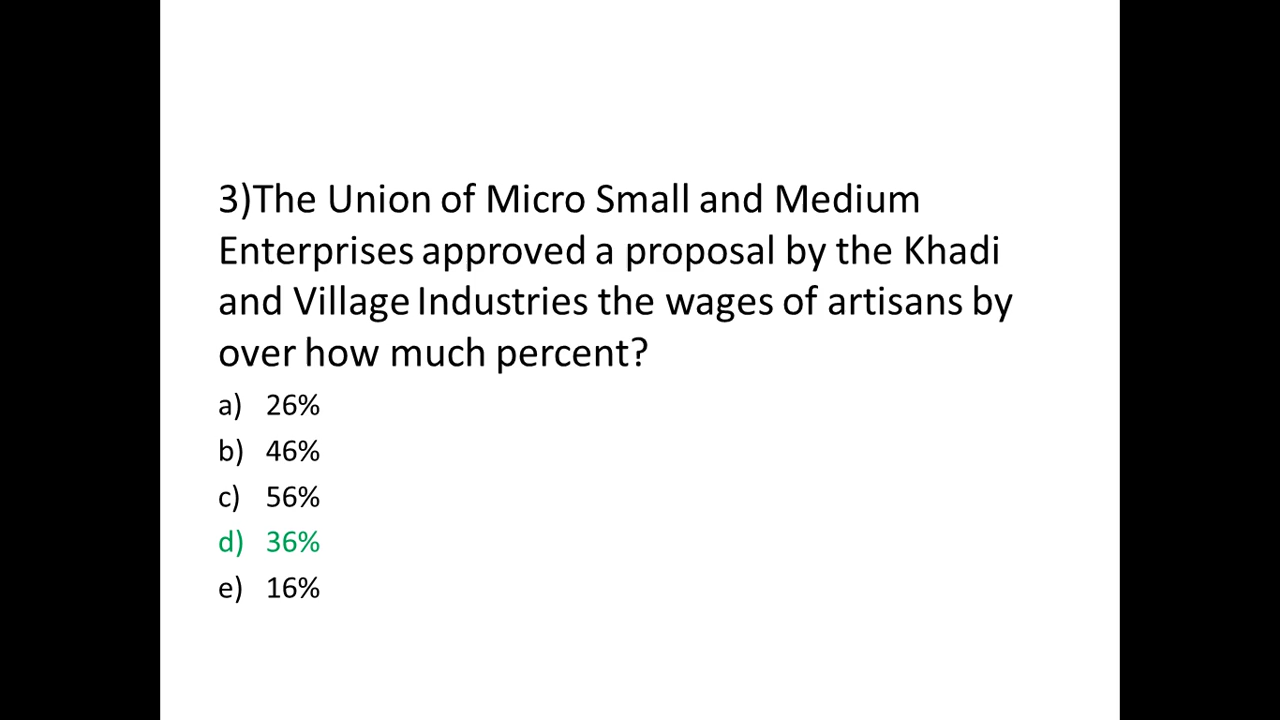 3)The Union of Micro Small and Medium
Enterprises approved a proposal by the Khadi
and Village Industries the wages of artisans by
over how much percent?
a) 26%
b) 46%
c) 56%
d) 36%
e) 16%